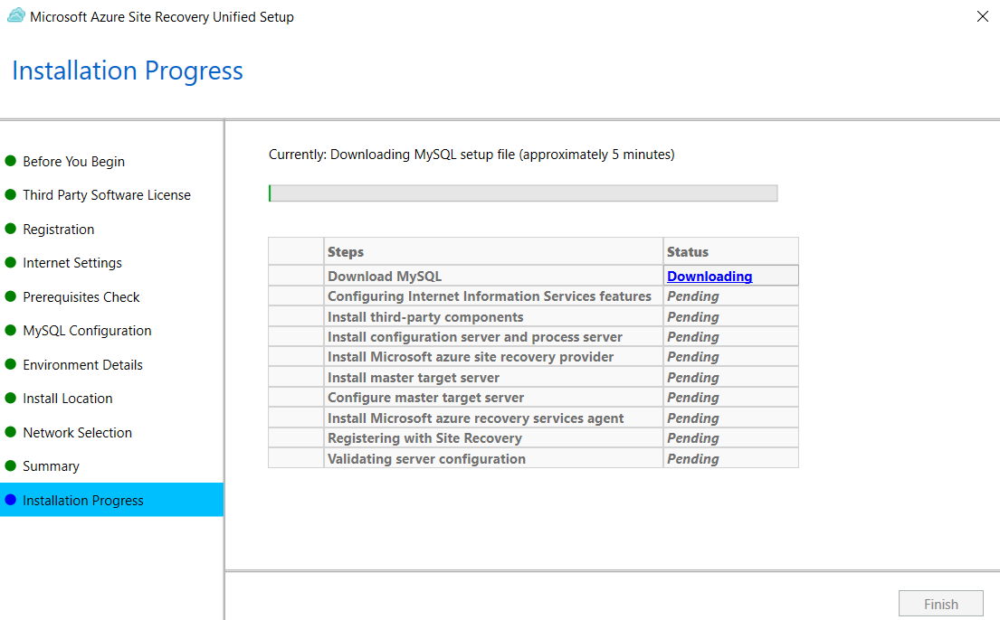 Microsoft Azure Site Recovery Unified Setup
Installation Progress
Before You Begin
Third Party Software License
Registration
Internet Settings
Prerequisites Check
MySQL Configuration
Environment Details
Install Location
Network Selection
Summary
Installation Progress
Currently: Downloading MySQL setup file (approximately 5 minutes)
Steps Status
Download MySQL Downloading
Configuring Internet Information Services features Pending
Install third-party components Pending
Install configuration server and process server Pending
Install Microsoft azure site recovery provider Pending
Install master target server Pending
Configure master target server Pending
Install Microsoft azure recovery services agent Pending
Registering with Site Recovery Pending
Validating server configuration Pending
Finish